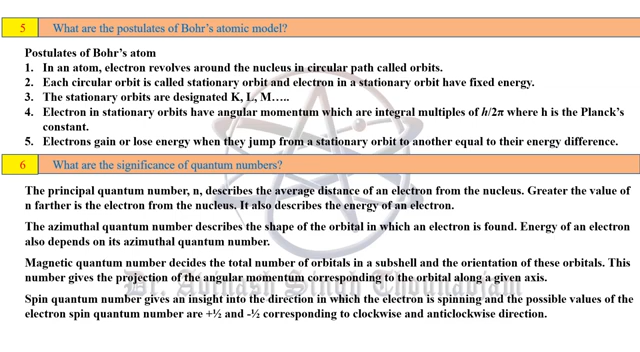 5 What are the postulates of Bohr's atomic model?
Postulates of Bohr's atom
1. In an atom, electron revolves around the nucleus in circular path called orbits.
2. Each circular orbit is called stationary orbit and electron in a stationary orbit have fixed energy.
3. The stationary orbits are designated K, L, M…..
4. Electron in stationary orbits have angular momentum which are integral multiples of h/2π where h is the Planck's
constant.
5. Electrons gain or lose energy when they jump from a stationary orbit to another equal to their energy difference.
6 What are the significance of quantum numbers?
The principal quantum number, n, describes the average distance of an electron from the nucleus. Greater the value of
n farther is the electron from the nucleus. It also describes the energy of an electron.
The azimuthal quantum number describes the shape of the orbital in which an electron is found. Energy of an electron
also depends on its azimuthal quantum number.
Magnetic quantum number decides the total number of orbitals in a subshell and the orientation of these orbitals. This
number gives the projection of the angular momentum corresponding to the orbital along a given axis.
Dr. Avinash Singh Thounaojam
Spin quantum number gives an insight into the direction in which the electron is spinning and the possible values of the
electron spin quantum number are +½ and -½ corresponding to clockwise and anticlockwise direction.